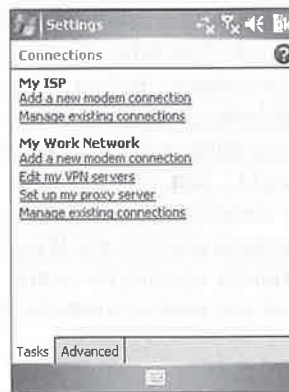 Settings
ok
Connections
My ISP
Add a new modem connection
Manage existing connections
My Work Network
Add a new modem connection
Edit my VPN servers
Set up my proxy server
Manage existing connections
Tasks
Advanced